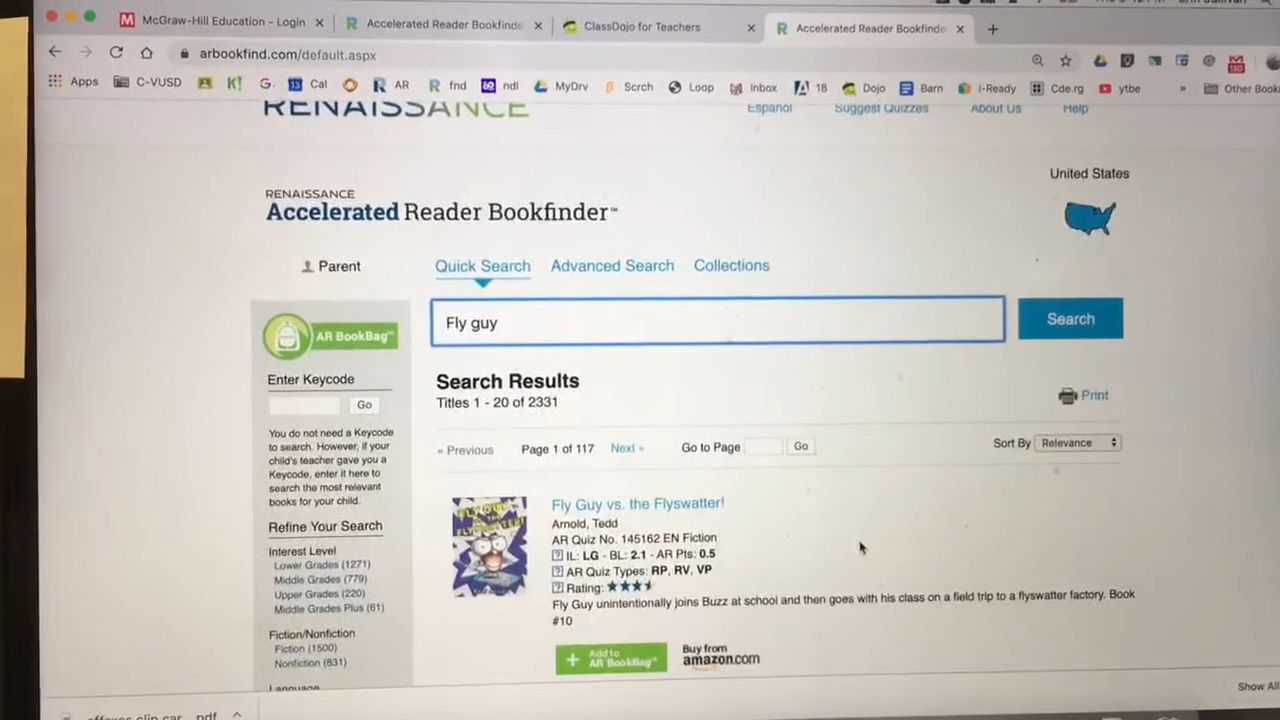 McGraw-Hill Education - Login
Accelerated Reader Bookfinde
ClassDojo for Teachers
Accelerated Reader Bookfinde
arbookfind.com/default.aspx
Apps C-VUSD K! G. 13 Cal AR fnd ndl MyDrv Scrch Loop Inbox 18 Dojo Barn i-Ready Cde.rg ytbe » Other Book
RENAISSANCE
Español Suggest Quizzes About Us Help
United States
RENAISSANCE
Accelerated Reader Bookfinder™
Parent
Quick Search Advanced Search Collections
Fly guy
Search
AR BookBag™
Enter Keycode
Go
You do not need a Keycode
to search. However, if your
child's teacher gave you a
Keycode, enter it here to
search the most relevant
books for your child.
Refine Your Search
Interest Level
Lower Grades (1271)
Middle Grades (779)
Upper Grades (220)
Middle Grades Plus (61)
Fiction/Nonfiction
Fiction (1500)
Nonfiction (831)
Language
Search Results
Titles 1 - 20 of 2331
Print
« Previous Page 1 of 117 Next » Go to Page Go
Sort By Relevance
Fly Guy vs. the Flyswatter!
Arnold, Tedd
AR Quiz No. 145162 EN Fiction
IL: LG - BL: 2.1 - AR Pts: 0.5
AR Quiz Types: RP, RV, VP
Rating:
Fly Guy unintentionally joins Buzz at school and then goes with his class on a field trip to a flyswatter factory. Book
#10
+ Add to
AR BookBag™
Buy from
amazon.com
Show All